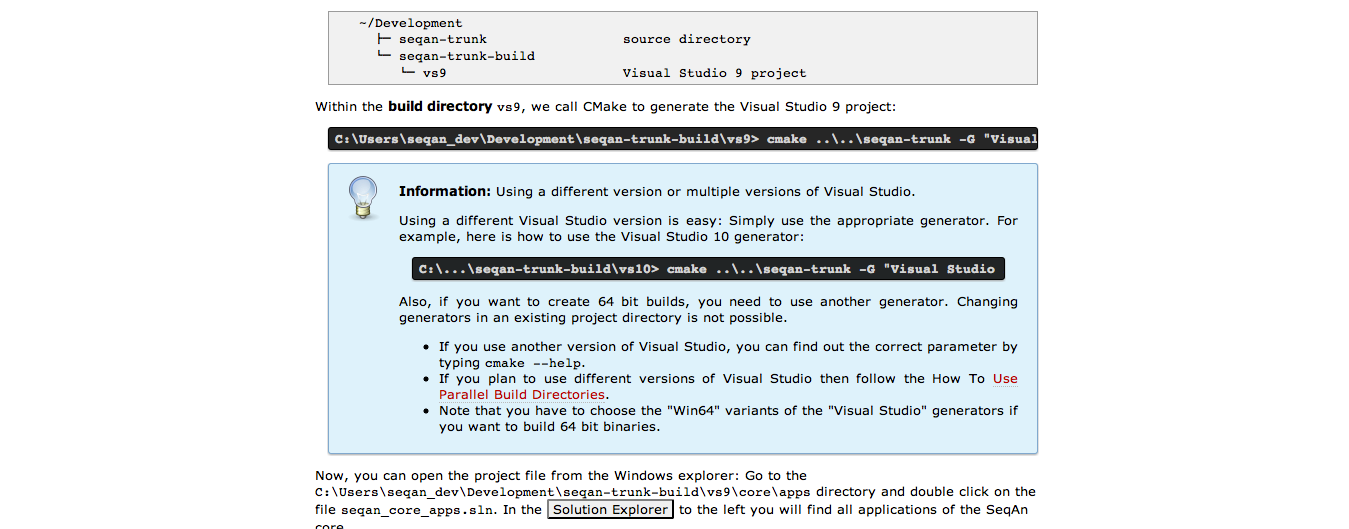 ~/Development
├─ seqan-trunk source directory
└─ seqan-trunk-build
└─ vs9 Visual Studio 9 project
Within the build directory vs9, we call CMake to generate the Visual Studio 9 project:
C:\Users\seqan_dev\Development\seqan-trunk-build\vs9> cmake ..\..\seqan-trunk -G "Visual
Information: Using a different version or multiple versions of Visual Studio.
Using a different Visual Studio version is easy: Simply use the appropriate generator. For
example, here is how to use the Visual Studio 10 generator:
C:\...\seqan-trunk-build\vs10> cmake ..\..\seqan-trunk -G "Visual Studio
Also, if you want to create 64 bit builds, you need to use another generator. Changing
generators in an existing project directory is not possible.
• If you use another version of Visual Studio, you can find out the correct parameter by
typing cmake --help.
• If you plan to use different versions of Visual Studio then follow the How To Use
Parallel Build Directories.
• Note that you have to choose the "Win64" variants of the "Visual Studio" generators if
you want to build 64 bit binaries.
Now, you can open the project file from the Windows explorer: Go to the
C:\Users\seqan_dev\Development\seqan-trunk-build\vs9\core\apps directory and double click on the
file seqan_core_apps.sln. In the Solution Explorer to the left you will find all applications of the SeqAn
core